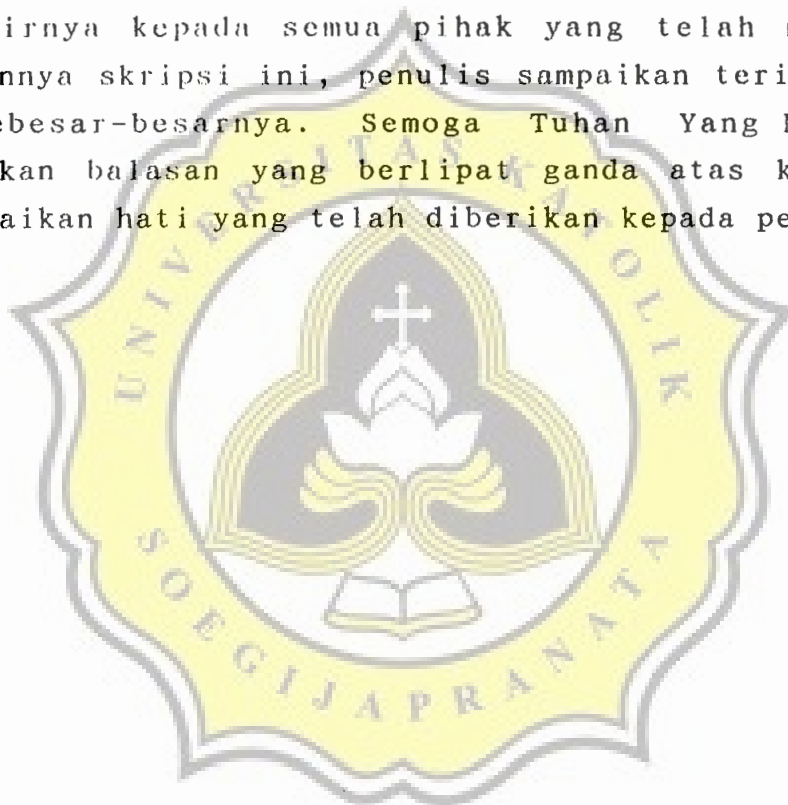 irnya kepada semua pihak yang telah
nnya skripsi ini, penulis sampaikan teri
ebesar-besarnya. Semoga Tuhan Yang
kan balasan yang berlipat ganda atas k
aikan hati yang telah diberikan kepada pe
UNIVERSITAS KATOLIK
SOEGIJAPRANATA